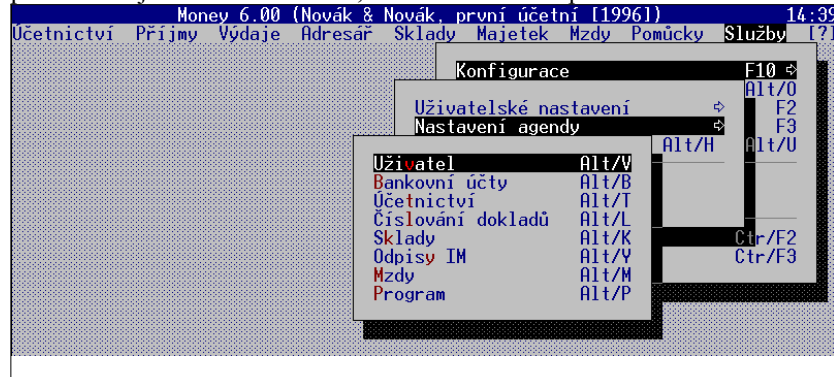 Money 6.00 (Novák & Novák, první účetní [1996]) 14:39
Účetnictví Příjmy Výdaje Adresář Sklady Majetek Mzdy Pomůcky Služby [?]
Konfigurace F10 ⇨
Alt/O
Uživatelské nastavení ⇨ F2
Nastavení agendy ⇨ F3
Alt/H Alt/U
Uživatel Alt/V
Bankovní účty Alt/B
Účetnictví Alt/T
Číslování dokladů Alt/L
Sklady Alt/K Ctr/F2
Odpisy IM Alt/Y Ctr/F3
Mzdy Alt/M
Program Alt/P